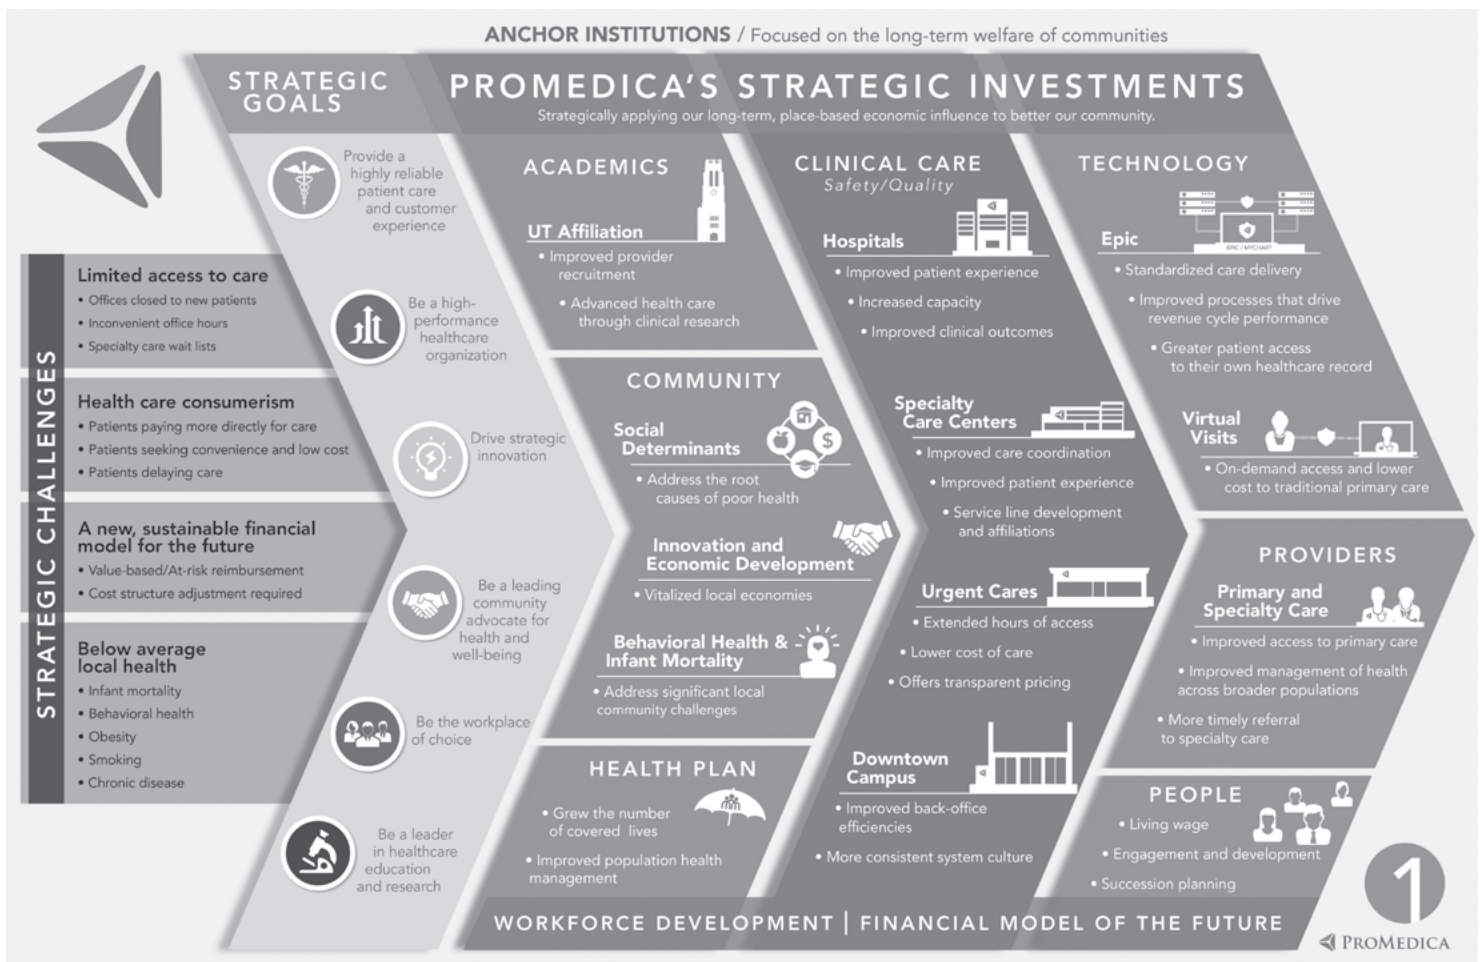 ANCHOR INSTITUTIONS / Focused on the long-term welfare of communities
STRATEGIC CHALLENGES
Limited access to care
• Offices closed to new patients
• Inconvenient office hours
• Specialty care wait lists
Health care consumerism
• Patients paying more directly for care
• Patients seeking convenience and low cost
• Patients delaying care
A new, sustainable financial
model for the future
• Value-based/At-risk reimbursement
• Cost structure adjustment required
Below average
local health
• Infant mortality
• Behavioral health
• Obesity
• Smoking
• Chronic disease
STRATEGIC
GOALS
Provide a
highly reliable
patient care
and customer
experience
Be a high-
performance
healthcare
organization
Drive strategic
innovation
Be a leading
community
advocate for
health and
well-being
Be the workplace
of choice
Be a leader
in healthcare
education
and research
PROMEDICA'S STRATEGIC INVESTMENTS
Strategically applying our long-term, place-based economic influence to better our community.
ACADEMICS
UT Affiliation
• Improved provider
recruitment
• Advanced health care
through clinical research
COMMUNITY
Social
Determinants
$
• Address the root
causes of poor health
Innovation and
Economic Development
• Vitalized local economies
Behavioral Health &
Infant Mortality
• Address significant local
community challenges
HEALTH PLAN
• Grew the number
of covered lives
• Improved population health
management
CLINICAL CARE
Safety/Quality
Hospitals
• Improved patient experience
• Increased capacity
• Improved clinical outcomes
Specialty
Care Centers
• Improved care coordination
• Improved patient experience
• Service line development
and affiliations
Urgent Cares
• Extended hours of access
• Lower cost of care
• Offers transparent pricing
Downtown
Campus
• Improved back-office
efficiencies
• More consistent system culture
TECHNOLOGY
Epic
EPIC / MYCHART
• Standardized care delivery
• Improved processes that drive
revenue cycle performance
• Greater patient access
to their own healthcare record
Virtual
Visits
• On-demand access and lower
cost to traditional primary care
PROVIDERS
Primary and
Specialty Care
• Improved access to primary care
• Improved management of health
across broader populations
• More timely referral
to specialty care
PEOPLE
• Living wage
• Engagement and development
• Succession planning
WORKFORCE DEVELOPMENT | FINANCIAL MODEL OF THE FUTURE
1
PROMEDICA